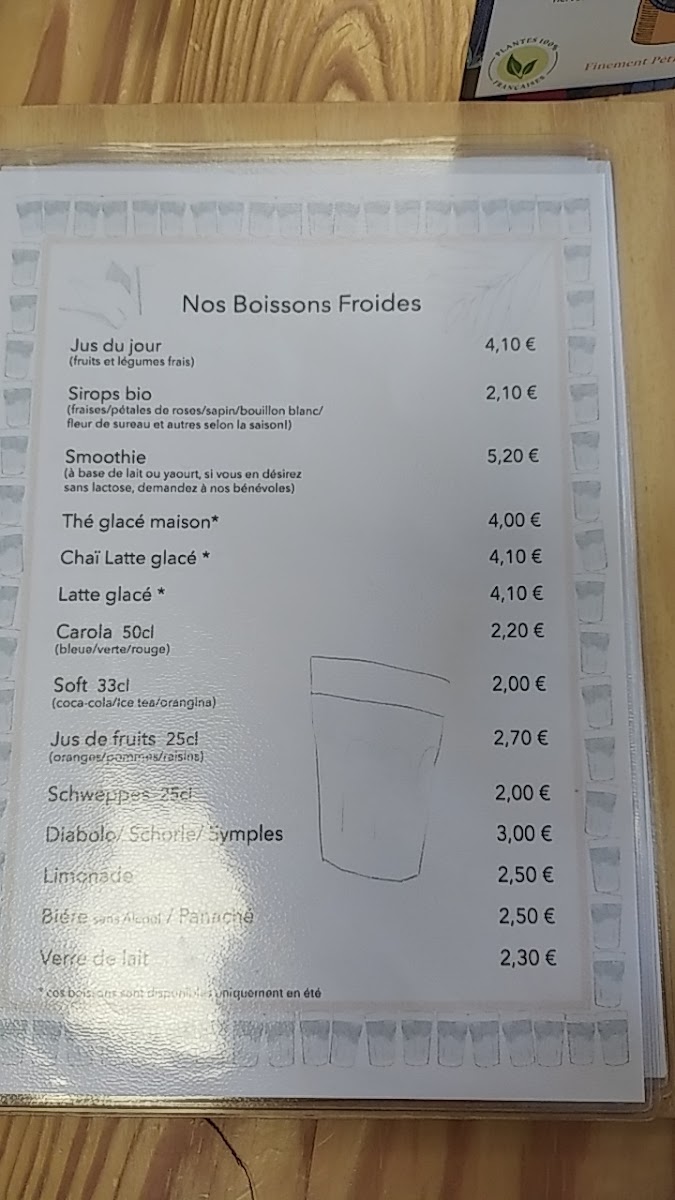 PLANTES 100%
FRANÇAISES
Finement Péti
Nos Boissons Froides
Jus du jour 4,10 €
(fruits et légumes frais)
Sirops bio 2,10 €
(fraises/pétales de roses/sapin/bouillon blanc/
fleur de sureau et autres selon la saison!)
Smoothie 5,20 €
(à base de lait ou yaourt, si vous en désirez
sans lactose, demandez à nos bénévoles)
Thé glacé maison* 4,00 €
Chaï Latte glacé * 4,10 €
Latte glacé * 4,10 €
Carola 50cl 2,20 €
(bleue/verte/rouge)
Soft 33cl 2,00 €
(coca-cola/ice tea/orangina)
Jus de fruits 25cl 2,70 €
(oranges/pommes/raisins)
Schweppes 25cl 2,00 €
Diabolo/ Schorle/ Symples 3,00 €
Limonade 2,50 €
Biére sans Alcool / Panaché 2,50 €
Verre de lait 2,30 €
*ces boissons sont disponibles uniquement en été